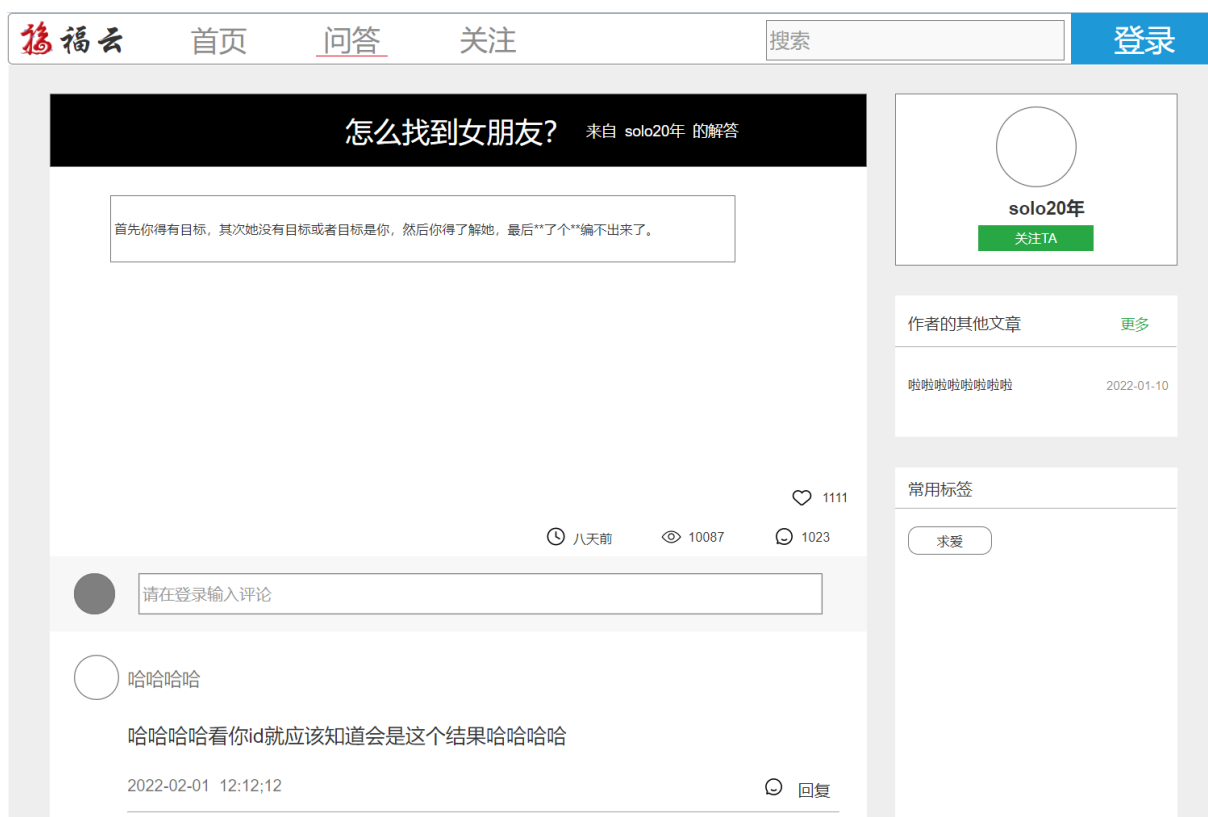 福 福云 首页 问答 关注 搜索 登录
怎么找到女朋友? 来自 solo20年 的解答
首先你得有目标，其次她没有目标或者目标是你，然后你得了解她，最后**了个**编不出来了。
1111
八天前 10087 1023
请在登录输入评论
哈哈哈哈
哈哈哈哈看你id就应该知道会是这个结果哈哈哈哈
2022-02-01 12:12;12 回复
solo20年
关注TA
作者的其他文章 更多
啦啦啦啦啦啦啦啦 2022-01-10
常用标签
求爱